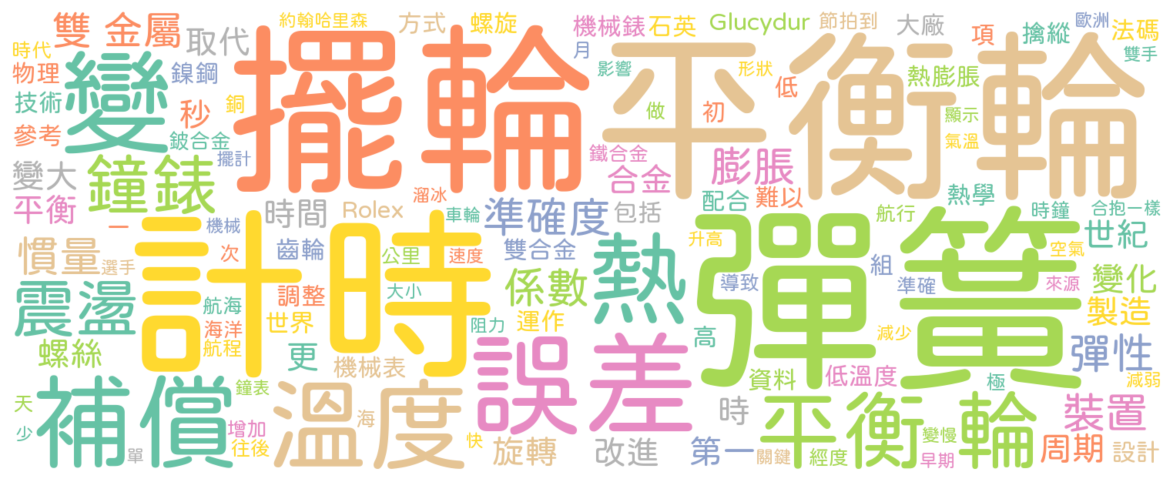 約翰哈里森 方式 螺旋 機械錶 石英 Glucydur 節拍到 大廠 項 歐洲 法碼
時代 雙 金屬 取代 月 擒縱 雙手
物理 變 鎳鋼 擺輪 影響 形狀 低 平衡輪 熱膨脹
技術 秒 銅 做 初 顯示
參考 鈹合金 擺計 鐵合金 膨脹 氣溫
變大 鐘錶 合金 配合 難以 熱學
平衡 時間 溜冰 Rolex 車輪 準確度 包括 航行 時鐘 合抱一樣
一 機械 計時 升高 彈簧 世紀
慣量 選手 次 齒輪 公里 速度 雙合金 熱 導致 組 準確 空氣 來源 變化
震盪 航海 調整 大小 係數 製造
海洋 世界 阻力 運作 高 減少
螺絲 航程 更 機械表 誤差 彈性
補償 鐘表 溫度 資料 低溫度 極 減弱
天 海 時 平衡輪 裝置
少 增加 快 變慢
單 往後 旋轉 改進 第一 關鍵 經度 早期 周期 設計